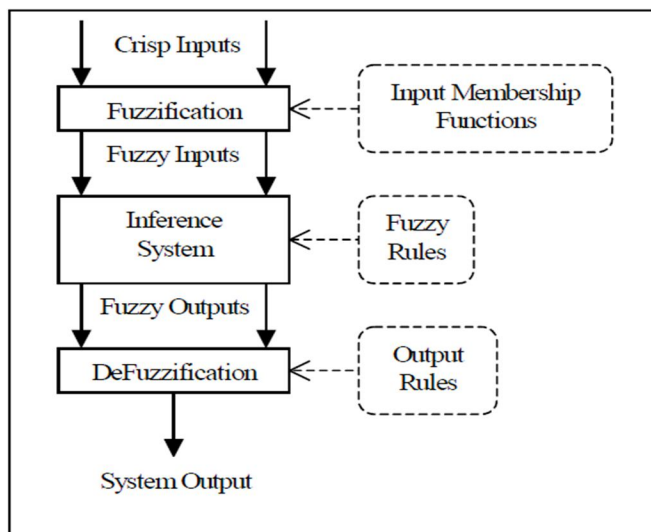 Crisp Inputs
Fuzzification
Input Membership
Functions
Fuzzy Inputs
Inference
System
Fuzzy
Rules
Fuzzy Outputs
DeFuzzification
Output
Rules
System Output